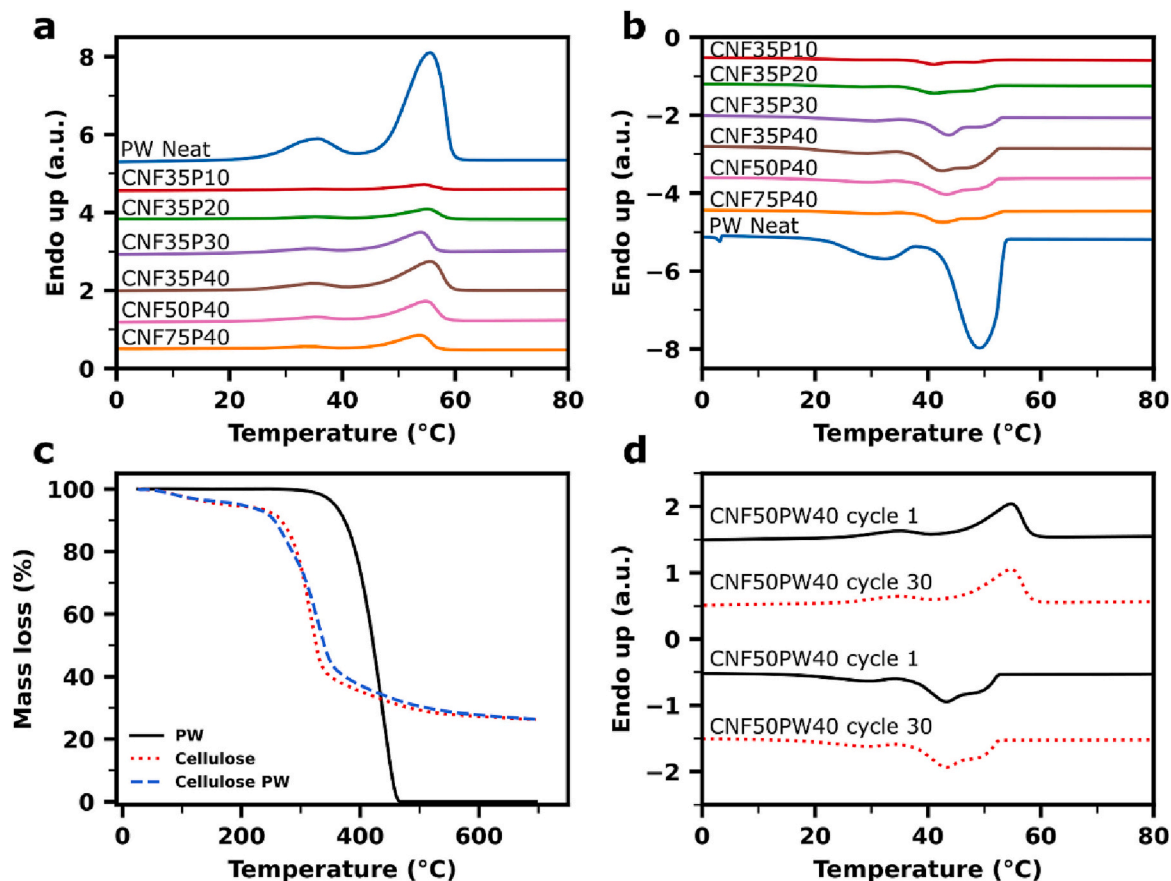 a
8
6
4
2
0
Endo up (a.u.)
PW Neat
CNF35P10
CNF35P20
CNF35P30
CNF35P40
CNF50P40
CNF75P40
0
20
40
60
80
Temperature (°C)
b
0
−2
−4
−6
−8
Endo up (a.u.)
CNF35P10
CNF35P20
CNF35P30
CNF35P40
CNF50P40
CNF75P40
PW Neat
0
20
40
60
80
Temperature (°C)
c
100
80
60
40
20
0
Mass loss (%)
PW
Cellulose
Cellulose PW
0
200
400
600
Temperature (°C)
d
2
1
0
−1
−2
Endo up (a.u.)
CNF50PW40 cycle 1
CNF50PW40 cycle 30
CNF50PW40 cycle 1
CNF50PW40 cycle 30
0
20
40
60
80
Temperature (°C)